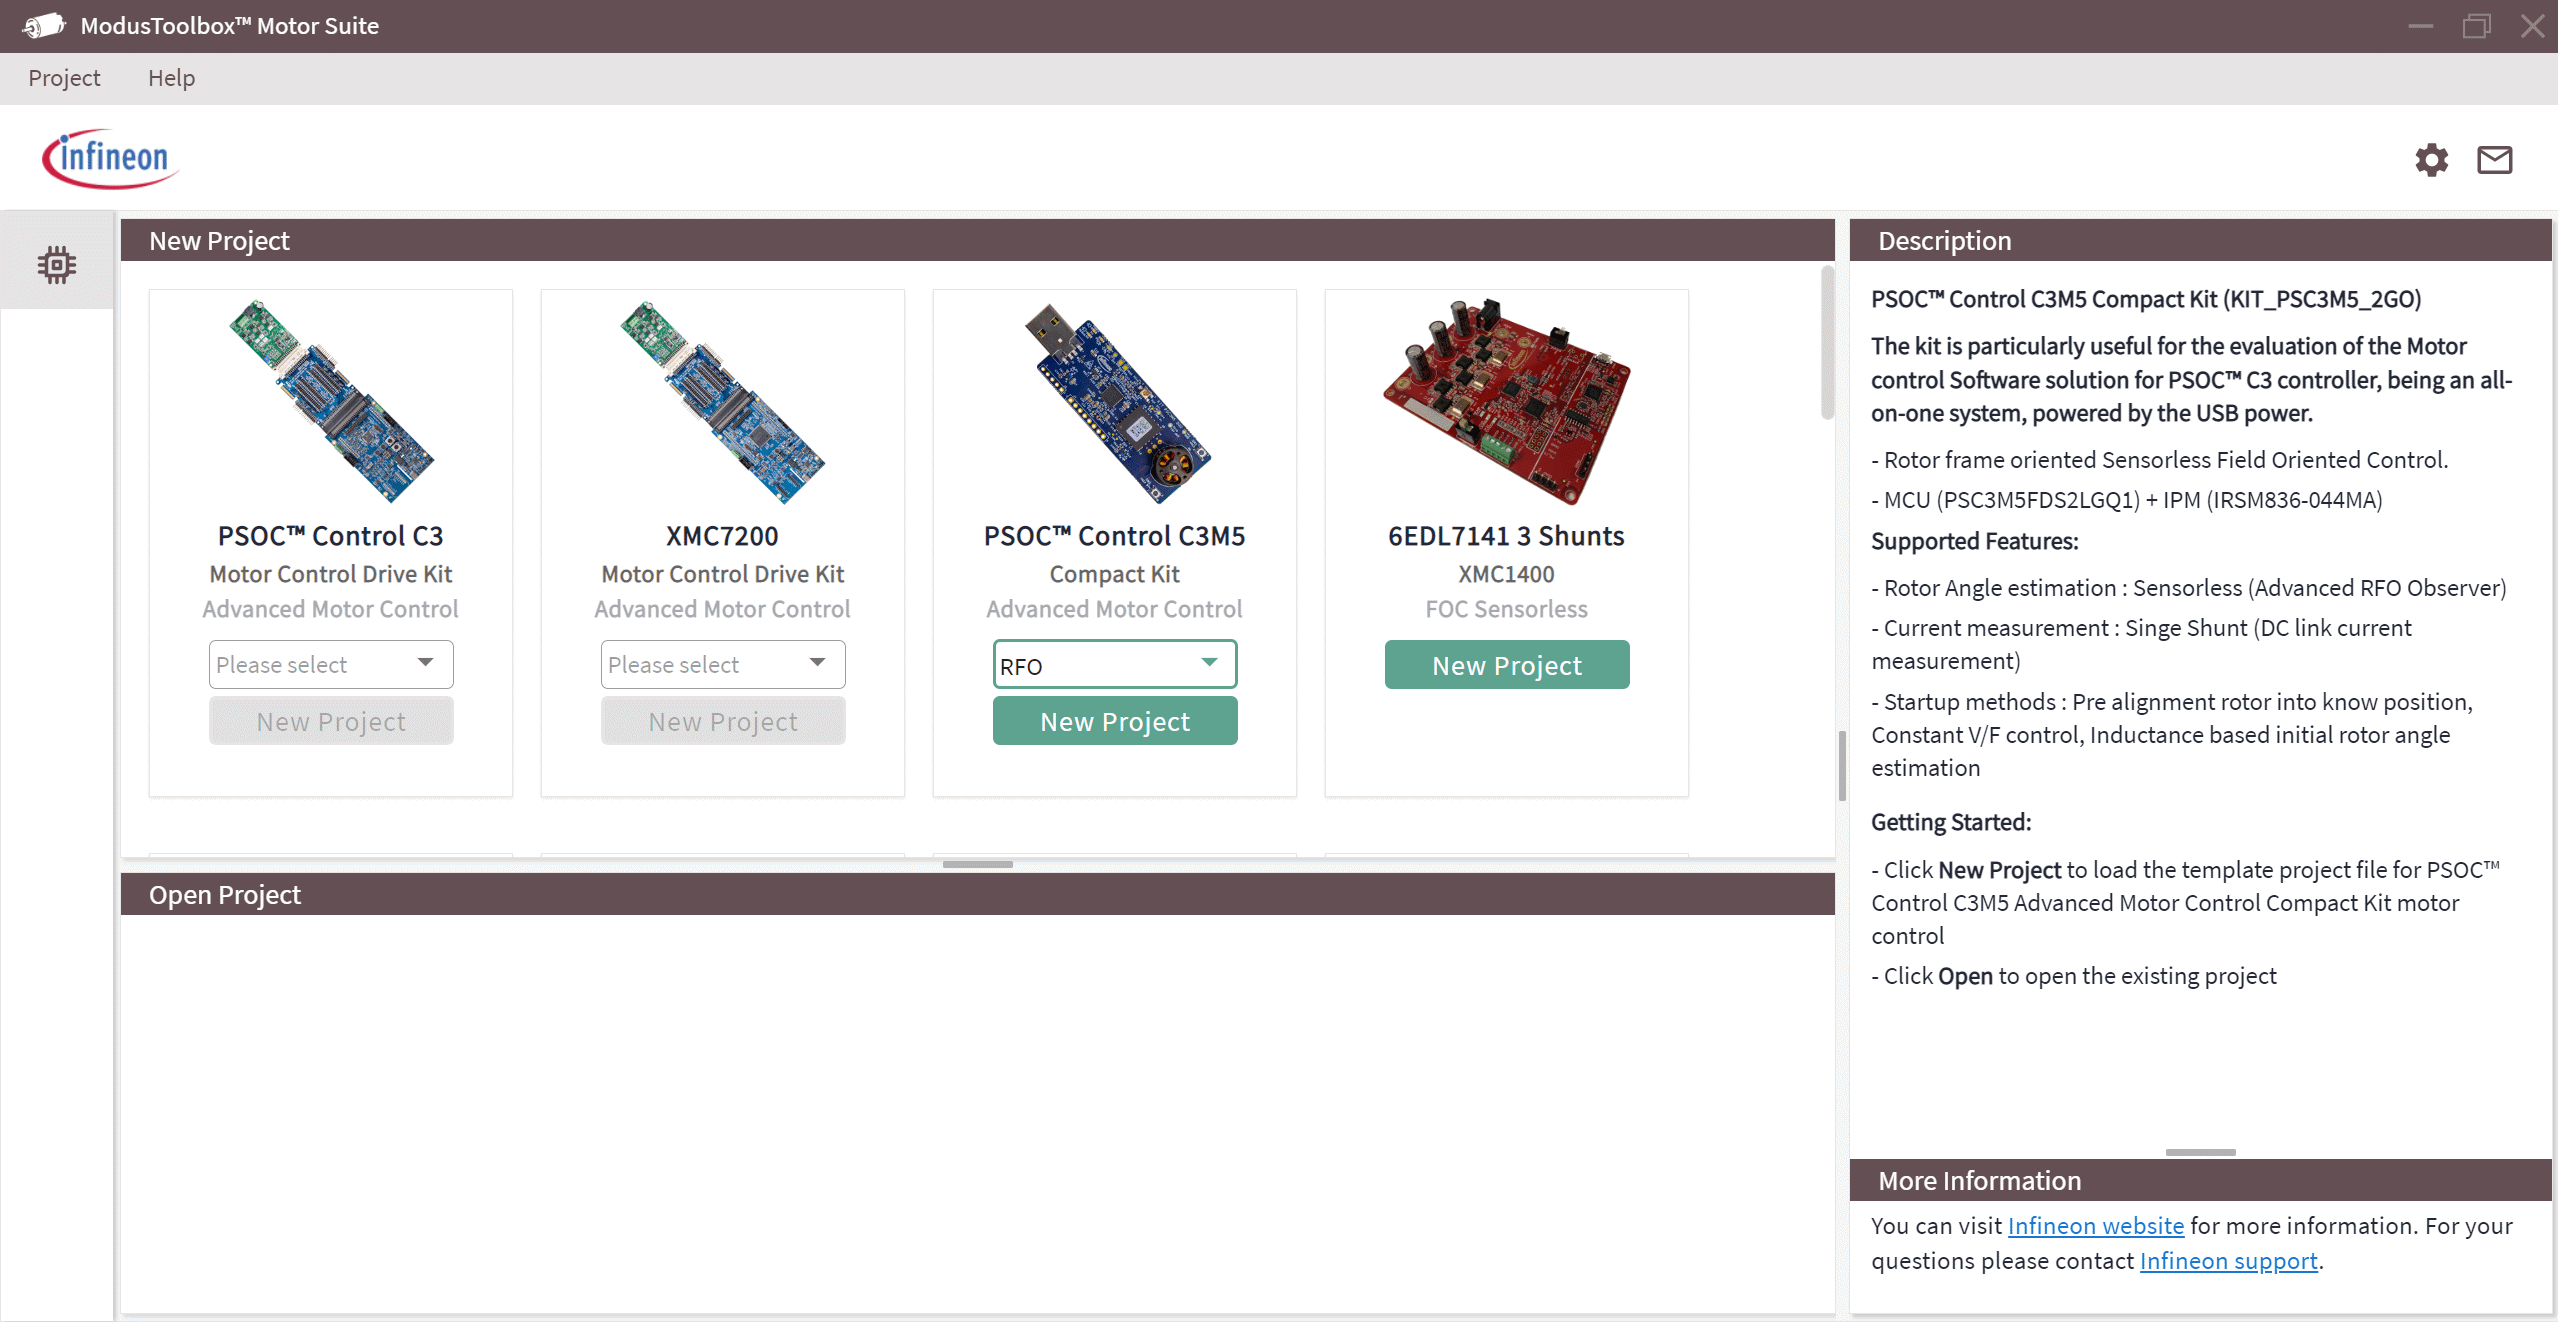 ModusToolbox™ Motor Suite
Project Help
infineon
New Project
PSOC™ Control C3
Motor Control Drive Kit
Advanced Motor Control
Please select
New Project
XMC7200
Motor Control Drive Kit
Advanced Motor Control
Please select
New Project
PSOC™ Control C3M5
Compact Kit
Advanced Motor Control
RFO
New Project
6EDL7141 3 Shunts
XMC1400
FOC Sensorless
New Project
Open Project
Description
PSOC™ Control C3M5 Compact Kit (KIT_PSC3M5_2GO)
The kit is particularly useful for the evaluation of the Motor
control Software solution for PSOC™ C3 controller, being an all-
on-one system, powered by the USB power.
- Rotor frame oriented Sensorless Field Oriented Control.
- MCU (PSC3M5FDS2LGQ1) + IPM (IRSM836-044MA)
Supported Features:
- Rotor Angle estimation : Sensorless (Advanced RFO Observer)
- Current measurement : Singe Shunt (DC link current
measurement)
- Startup methods : Pre alignment rotor into know position,
Constant V/F control, Inductance based initial rotor angle
estimation
Getting Started:
- Click New Project to load the template project file for PSOC™
Control C3M5 Advanced Motor Control Compact Kit motor
control
- Click Open to open the existing project
More Information
You can visit Infineon website for more information. For your
questions please contact Infineon support.